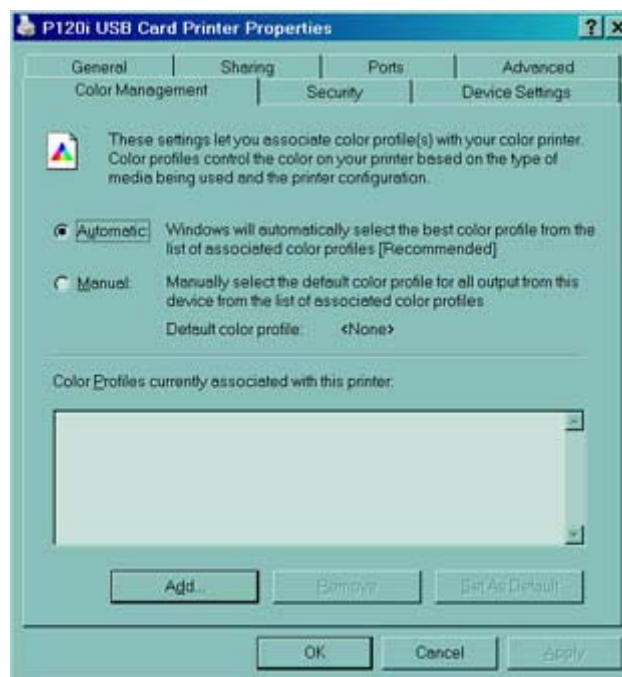 P120i USB Card Printer Properties
General Sharing Ports Advanced
Color Management Security Device Settings
These settings let you associate color profile(s) with your color printer.
Color profiles control the color on your printer based on the type of
media being used and the printer configuration.
Automatic: Windows will automatically select the best color profile from the
list of associated color profiles [Recommended]
Manual: Manually select the default color profile for all output from this
device from the list of associated color profiles
Default color profile: <None>
Color Profiles currently associated with this printer:
Add... Remove Set As Default
OK Cancel Apply